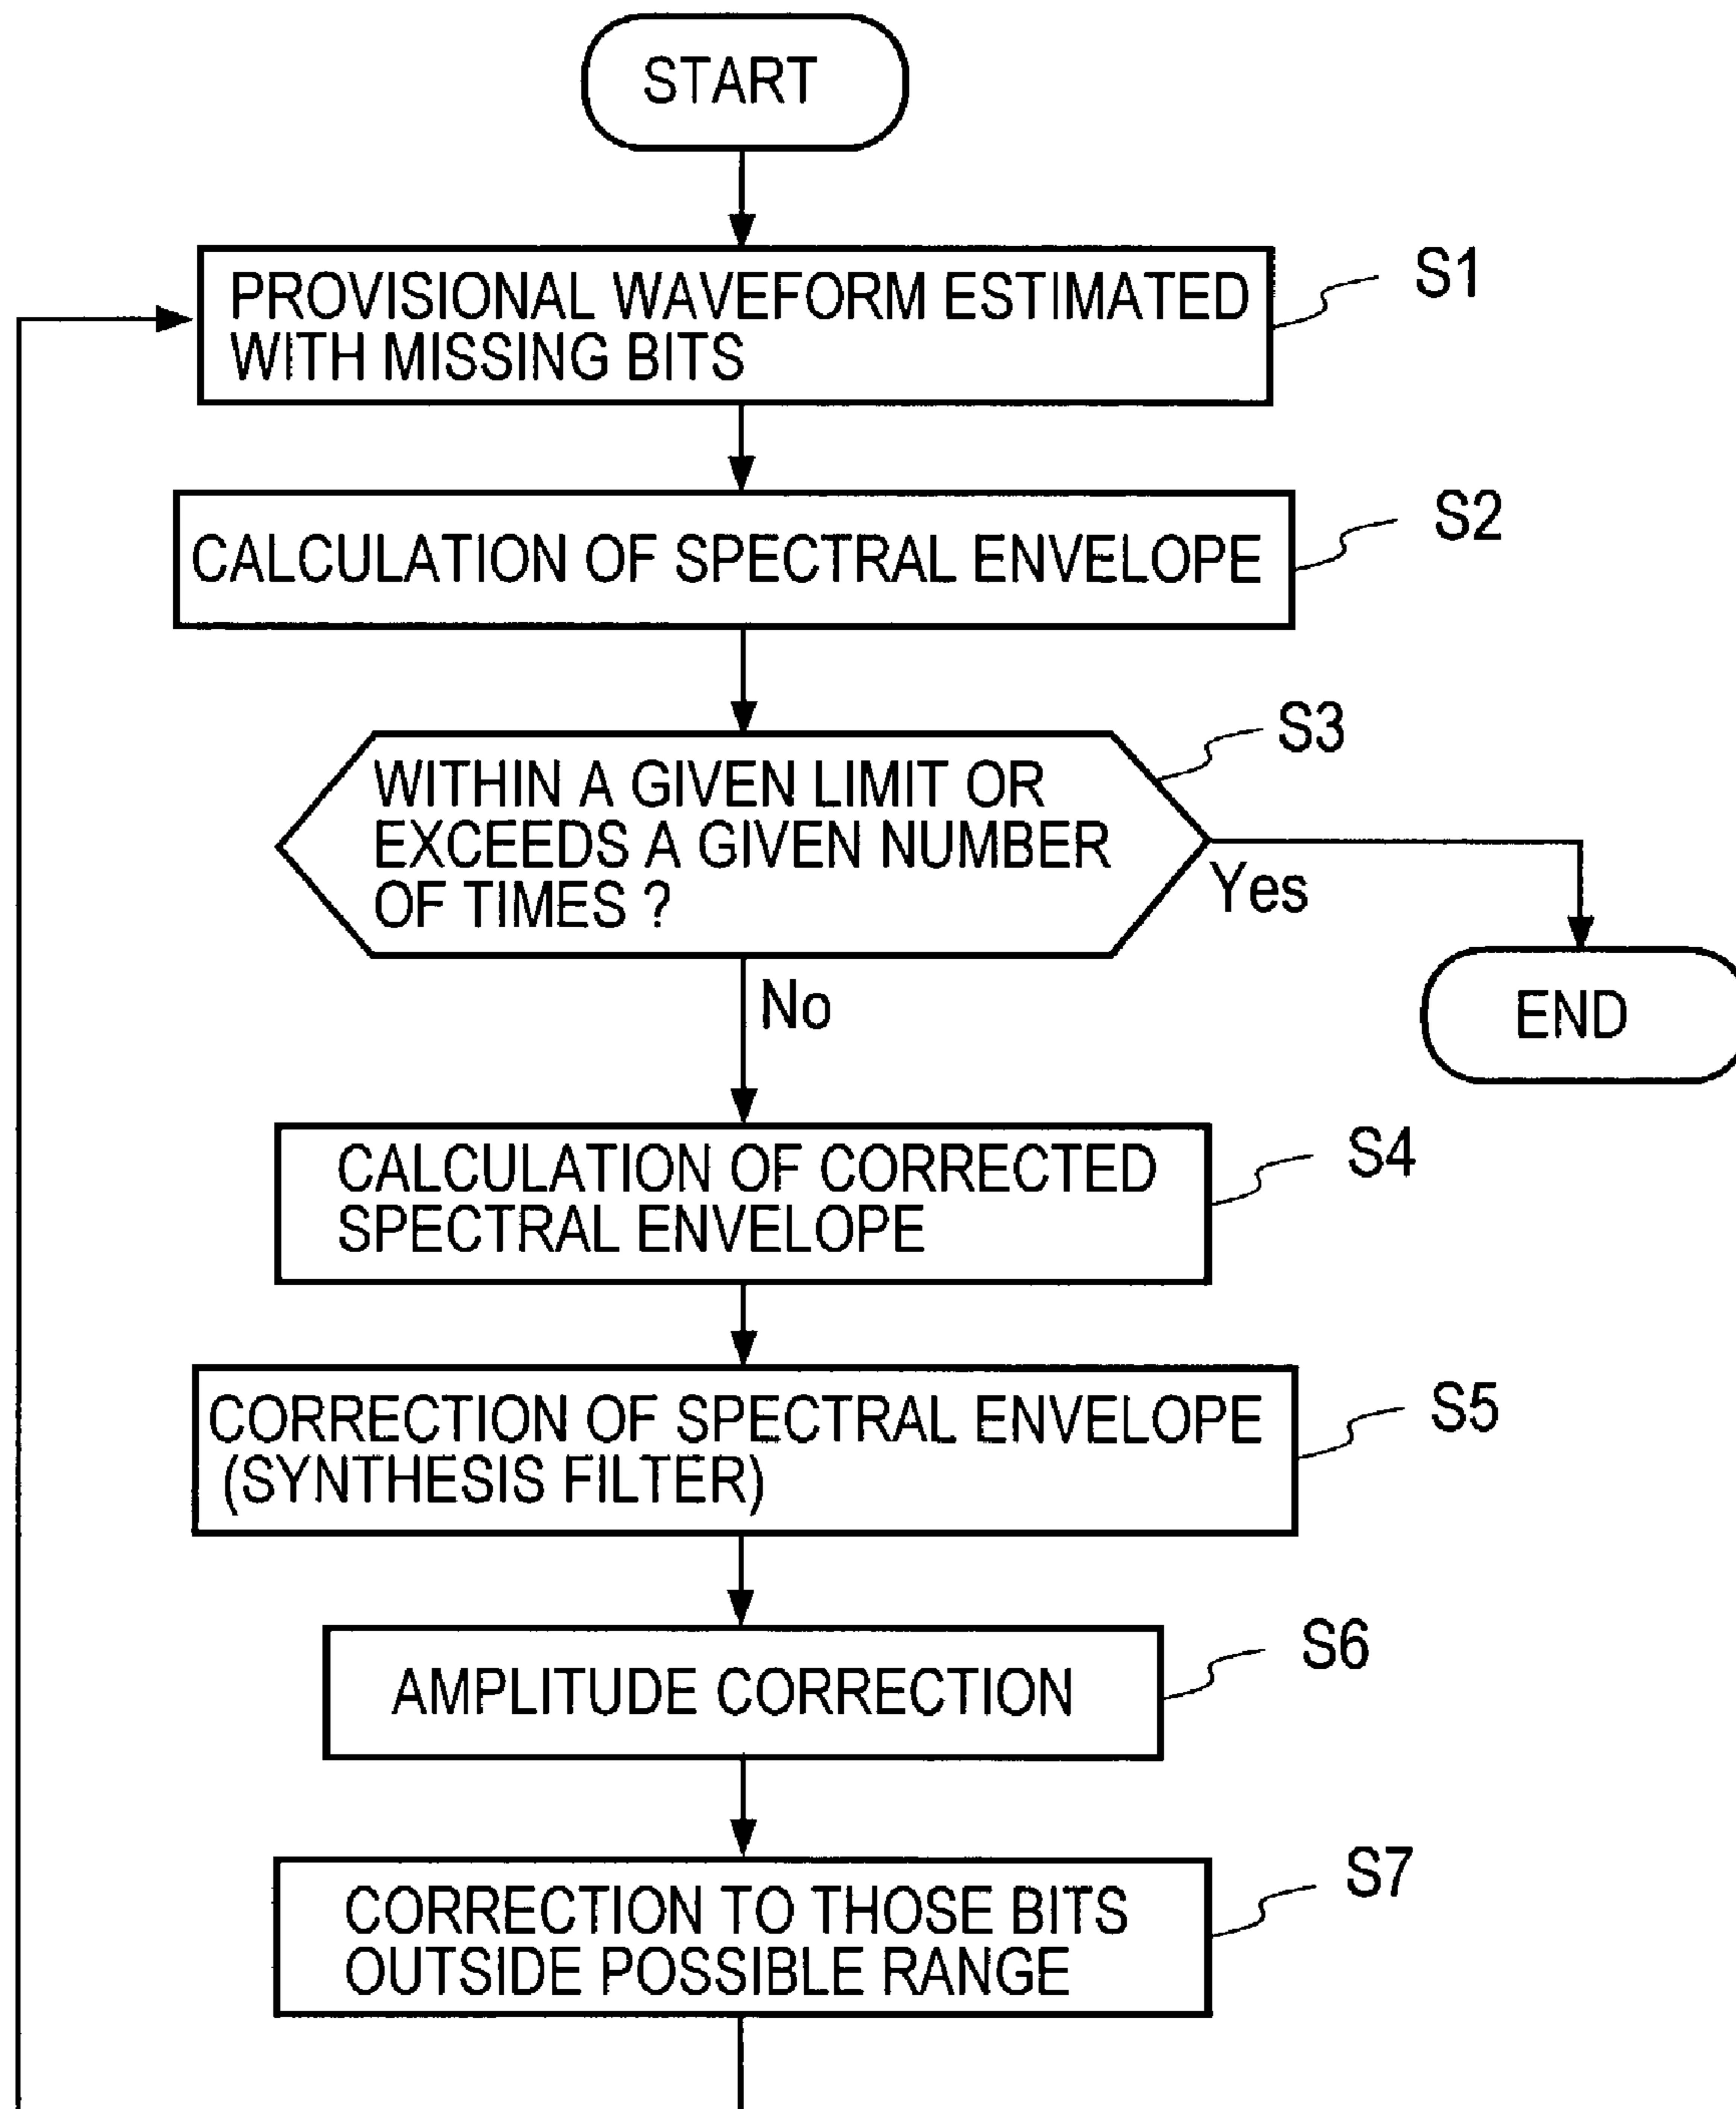 START
PROVISIONAL WAVEFORM ESTIMATED
WITH MISSING BITS
S1
CALCULATION OF SPECTRAL ENVELOPE
S2
WITHIN A GIVEN LIMIT OR
EXCEEDS A GIVEN NUMBER
OF TIMES ?
S3
Yes
END
No
CALCULATION OF CORRECTED
SPECTRAL ENVELOPE
S4
CORRECTION OF SPECTRAL ENVELOPE
(SYNTHESIS FILTER)
S5
AMPLITUDE CORRECTION
S6
CORRECTION TO THOSE BITS
OUTSIDE POSSIBLE RANGE
S7